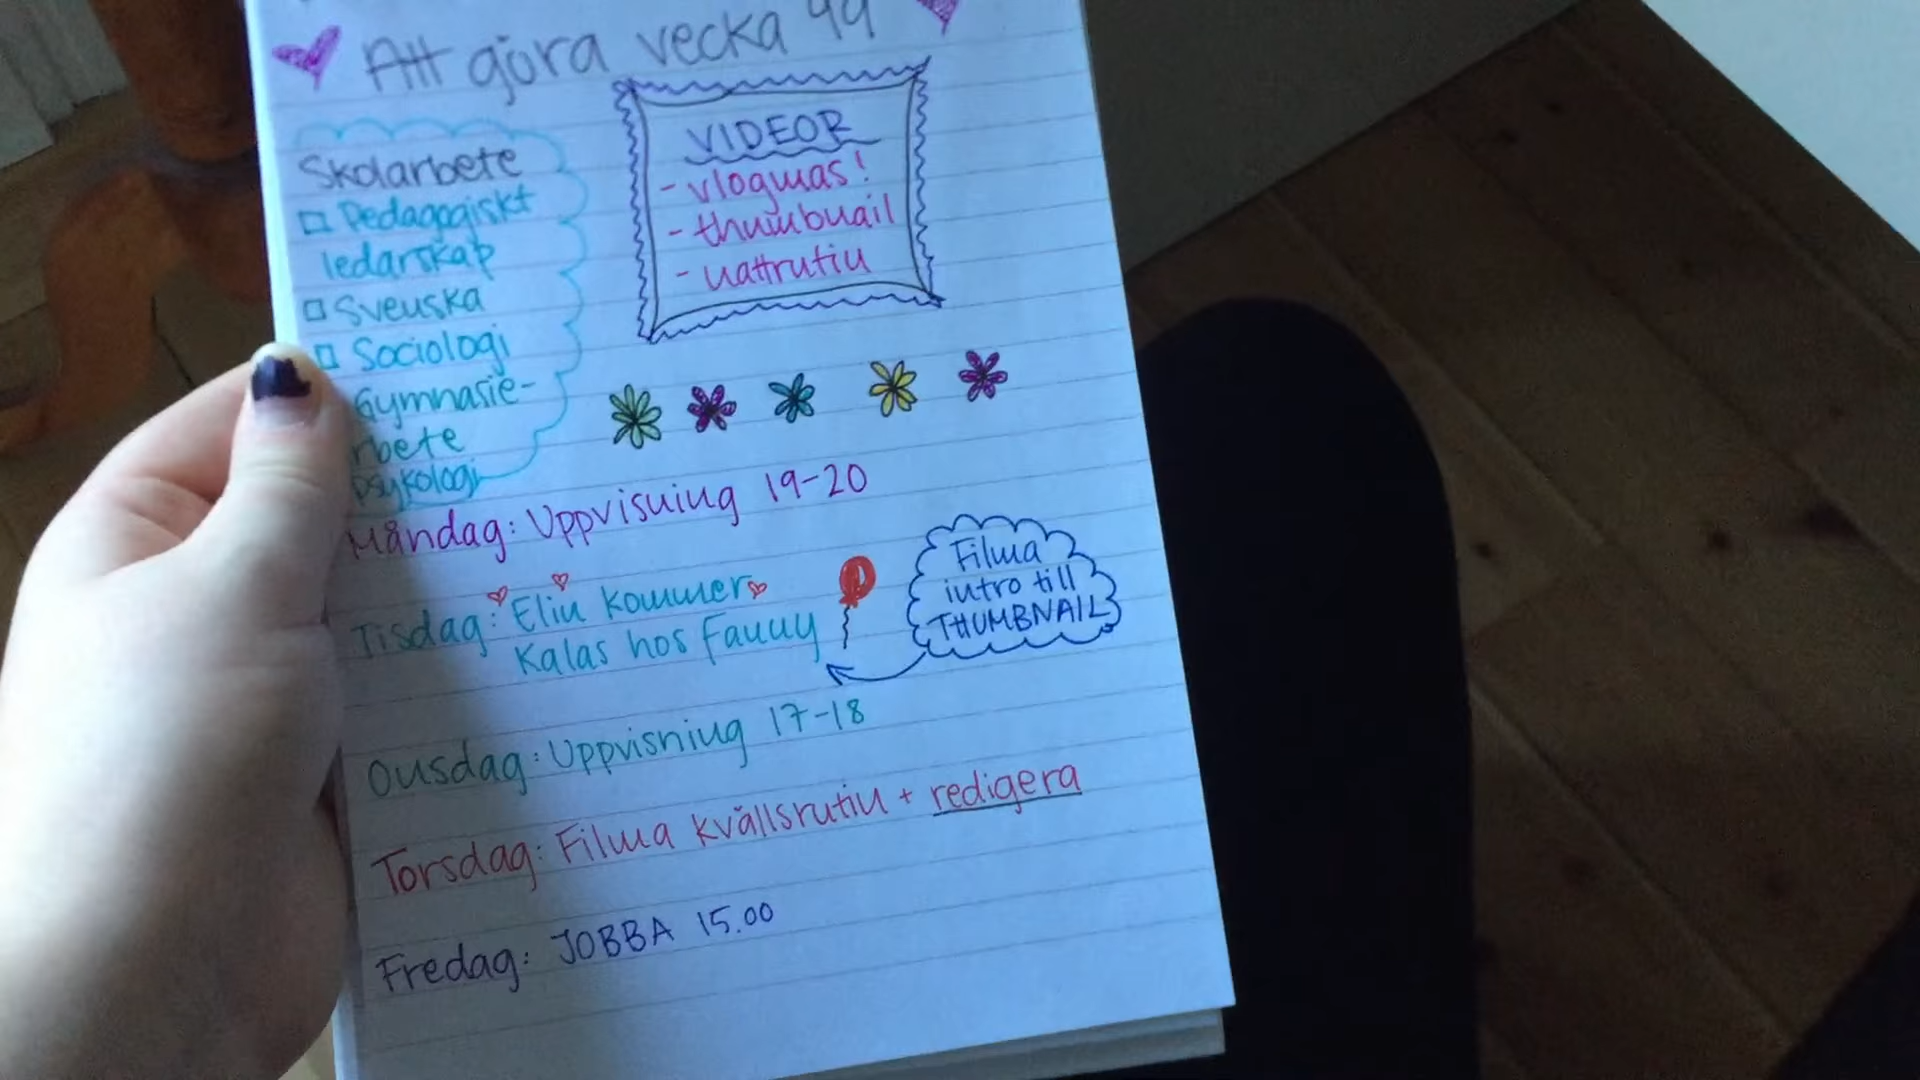 Att göra vecka 49
Skolarbete
Pedagogiskt
ledarskap
Svenska
Sociologi
Gymnasie-
rbete
Psykologi
VIDEOR
- vlogmas!
- thumbnail
- nattrutin
Måndag: Uppvisning 19-20
Tisdag: Elin kommer
Kalas hos Fanny
Filma
intro till
THUMBNAIL
Onsdag: Uppvisning 17-18
Torsdag: Filma kvällsrutin + redigera
Fredag: JOBBA 15.00